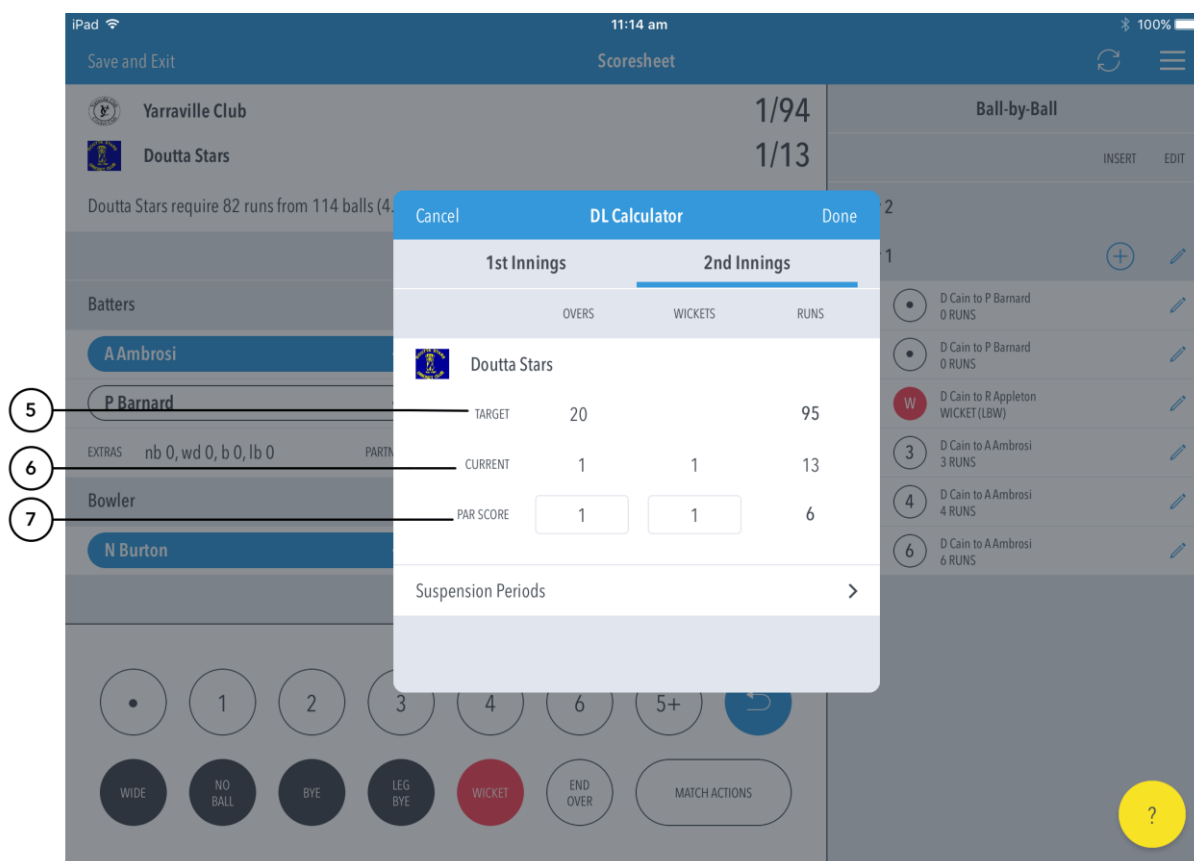 iPad 11:14 am 100%
Save and Exit Scoresheet
Yarraville Club 1/94
Ball-by-Ball
Doutta Stars 1/13
INSERT EDIT
Doutta Stars require 82 runs from 114 balls (4.
2
1
Batters
A Ambrosi
P Barnard
EXTRAS nb 0, wd 0, b 0, lb 0 PARTN
Bowler
N Burton
Cancel DL Calculator Done
1st Innings 2nd Innings
OVERS WICKETS RUNS
Doutta Stars
5 TARGET 20 95
6 CURRENT 1 1 13
7 PAR SCORE 1 1 6
Suspension Periods
• D Cain to P Barnard
0 RUNS
• D Cain to P Barnard
0 RUNS
W D Cain to R Appleton
WICKET (LBW)
3 D Cain to A Ambrosi
3 RUNS
4 D Cain to A Ambrosi
4 RUNS
6 D Cain to A Ambrosi
6 RUNS
• 1 2 3 4 6 5+
WIDE NO BALL BYE LEG BYE WICKET END OVER MATCH ACTIONS
?